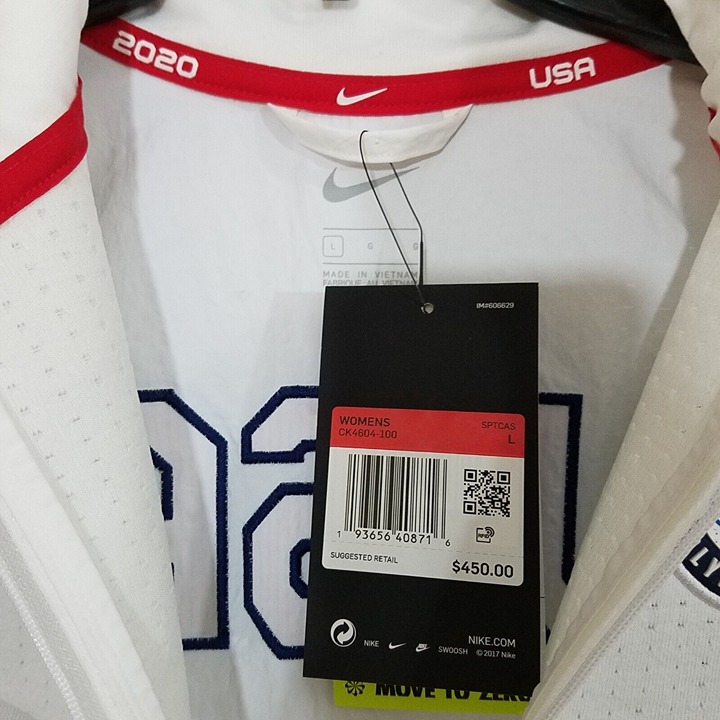 2020
USA
L G G
MADE IN VIETNAM
FABRIQUE AU VIETNAM
IM#606629
WOMENS
CK4604-100
SPTCAS
L
1 93656 40871 6
RFID
SUGGESTED RETAIL
$450.00
NIKE
SWOOSH
NIKE.COM
© 2017 Nike
MOVE TO ZERO